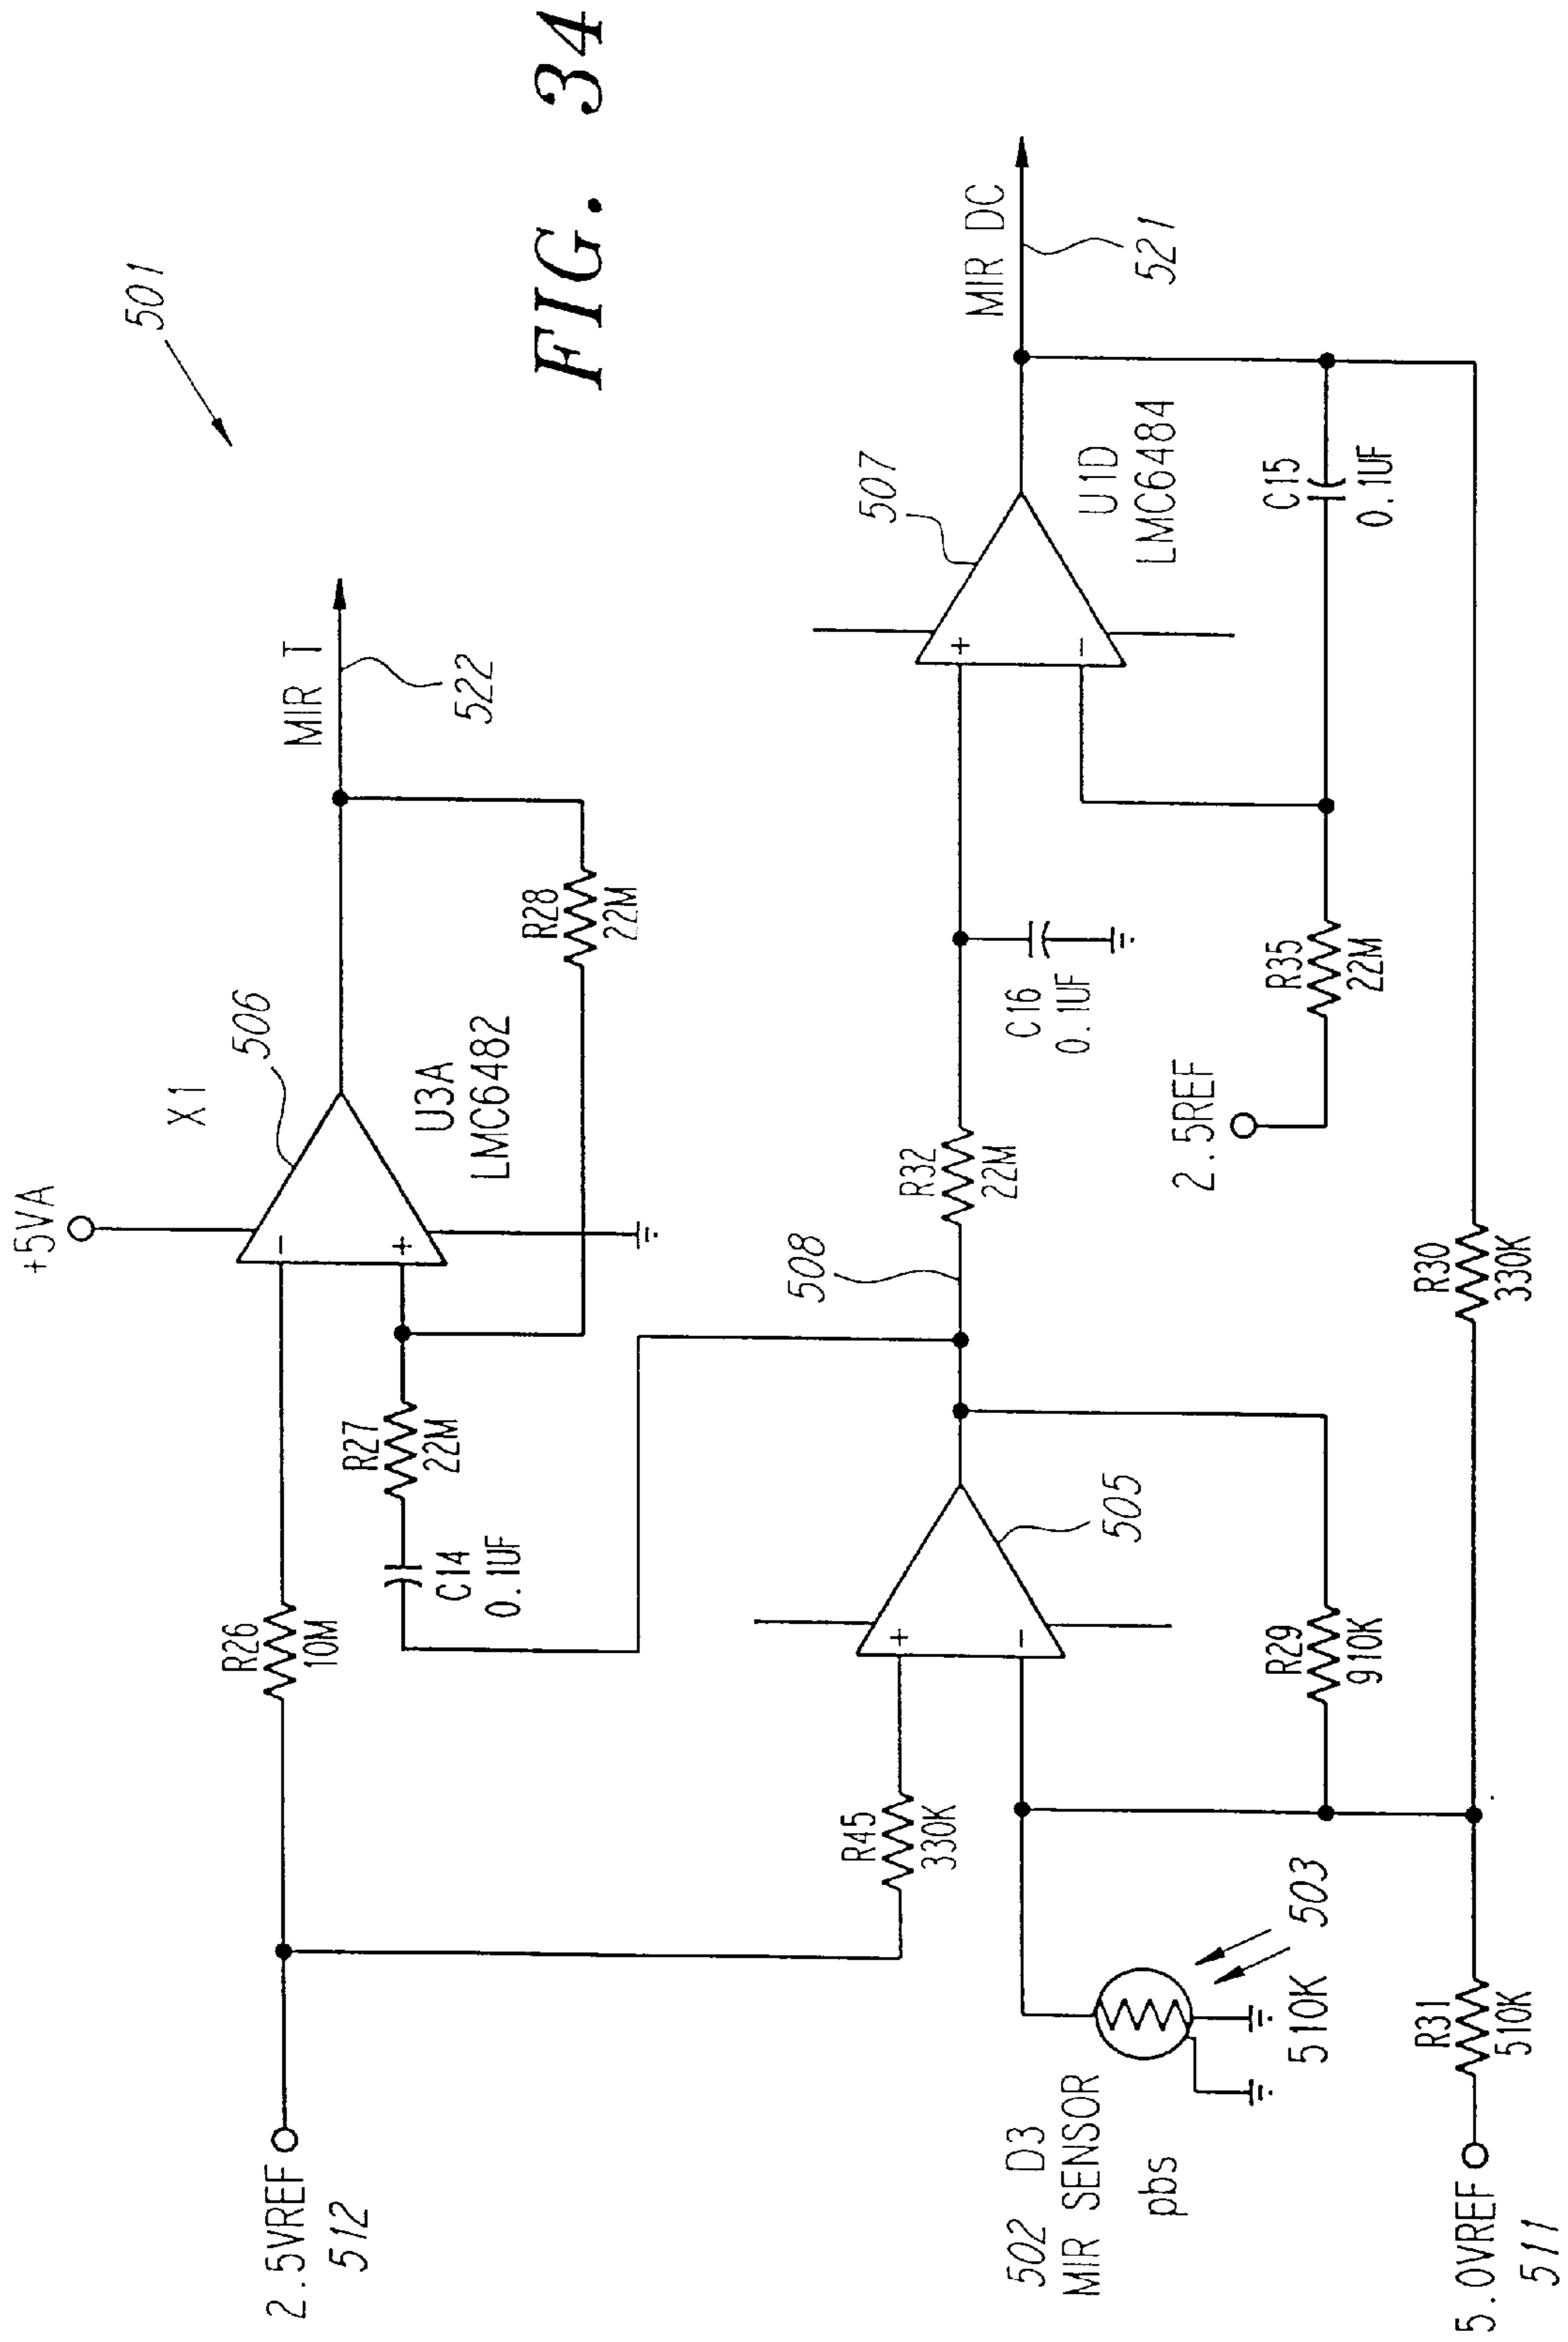 FIG. 34
501
+5VA
X1
506
MIR T
522
U3A
LMC6482
R28
22M
R26
10M
R27
22M
C14
0.1UF
2.5VREF
512
508
507
MIR DC
521
U1D
LMC6484
R32
22M
C16
0.1UF
C15
0.1UF
R35
22M
2.5REF
R45
330K
505
R29
910K
R30
330K
502 D3
MIR SENSOR
pbs
503
510K
R31
510K
5.0VREF
511
+
-
+
-
+
-